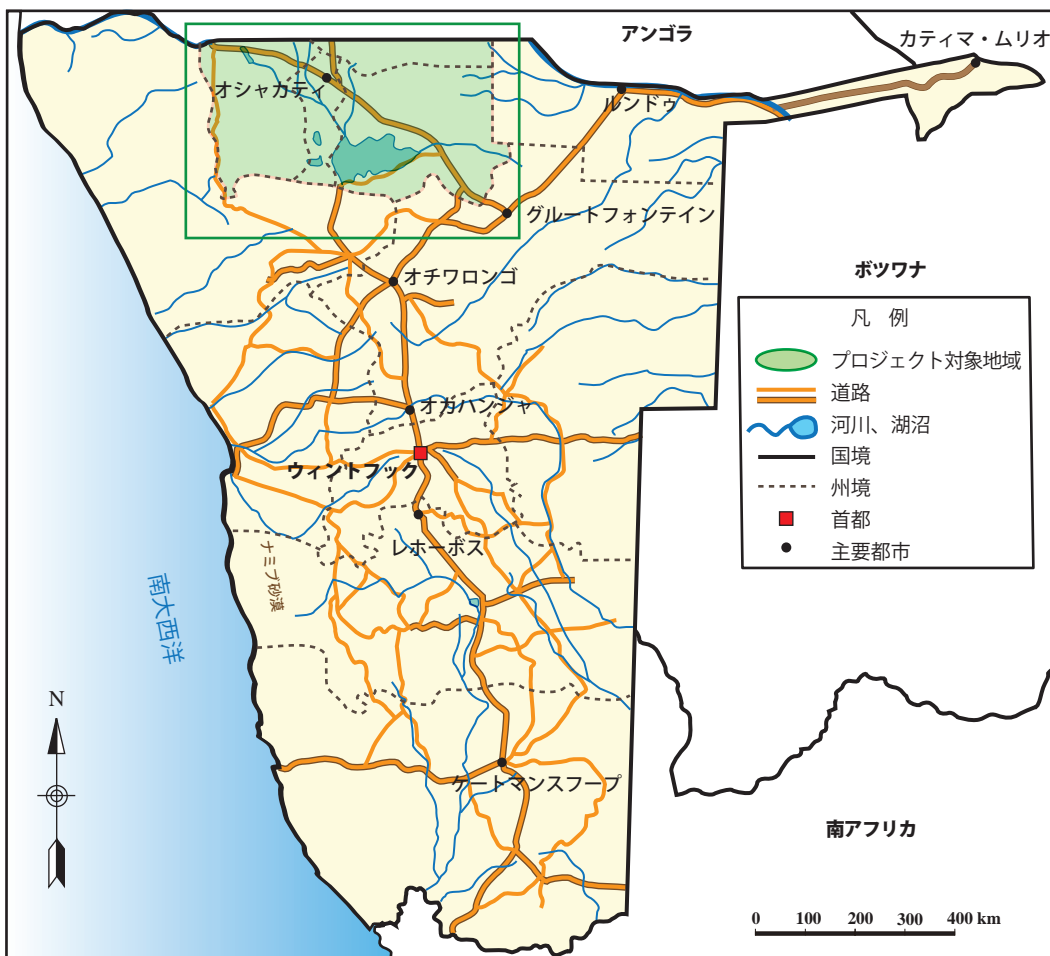 アンゴラ
カティマ・ムリオ
オシャカティ
ルンドゥ
グルートフォンテイン
オチワロンゴ
ボツワナ
凡 例
プロジェクト対象地域
道路
河川、湖沼
国境
州境
首都
主要都市
オカハンジャ
ウィントフック
レホーボス
ナミブ砂漠
南大西洋
N
ケートマンスフープ
南アフリカ
0 100 200 300 400 km